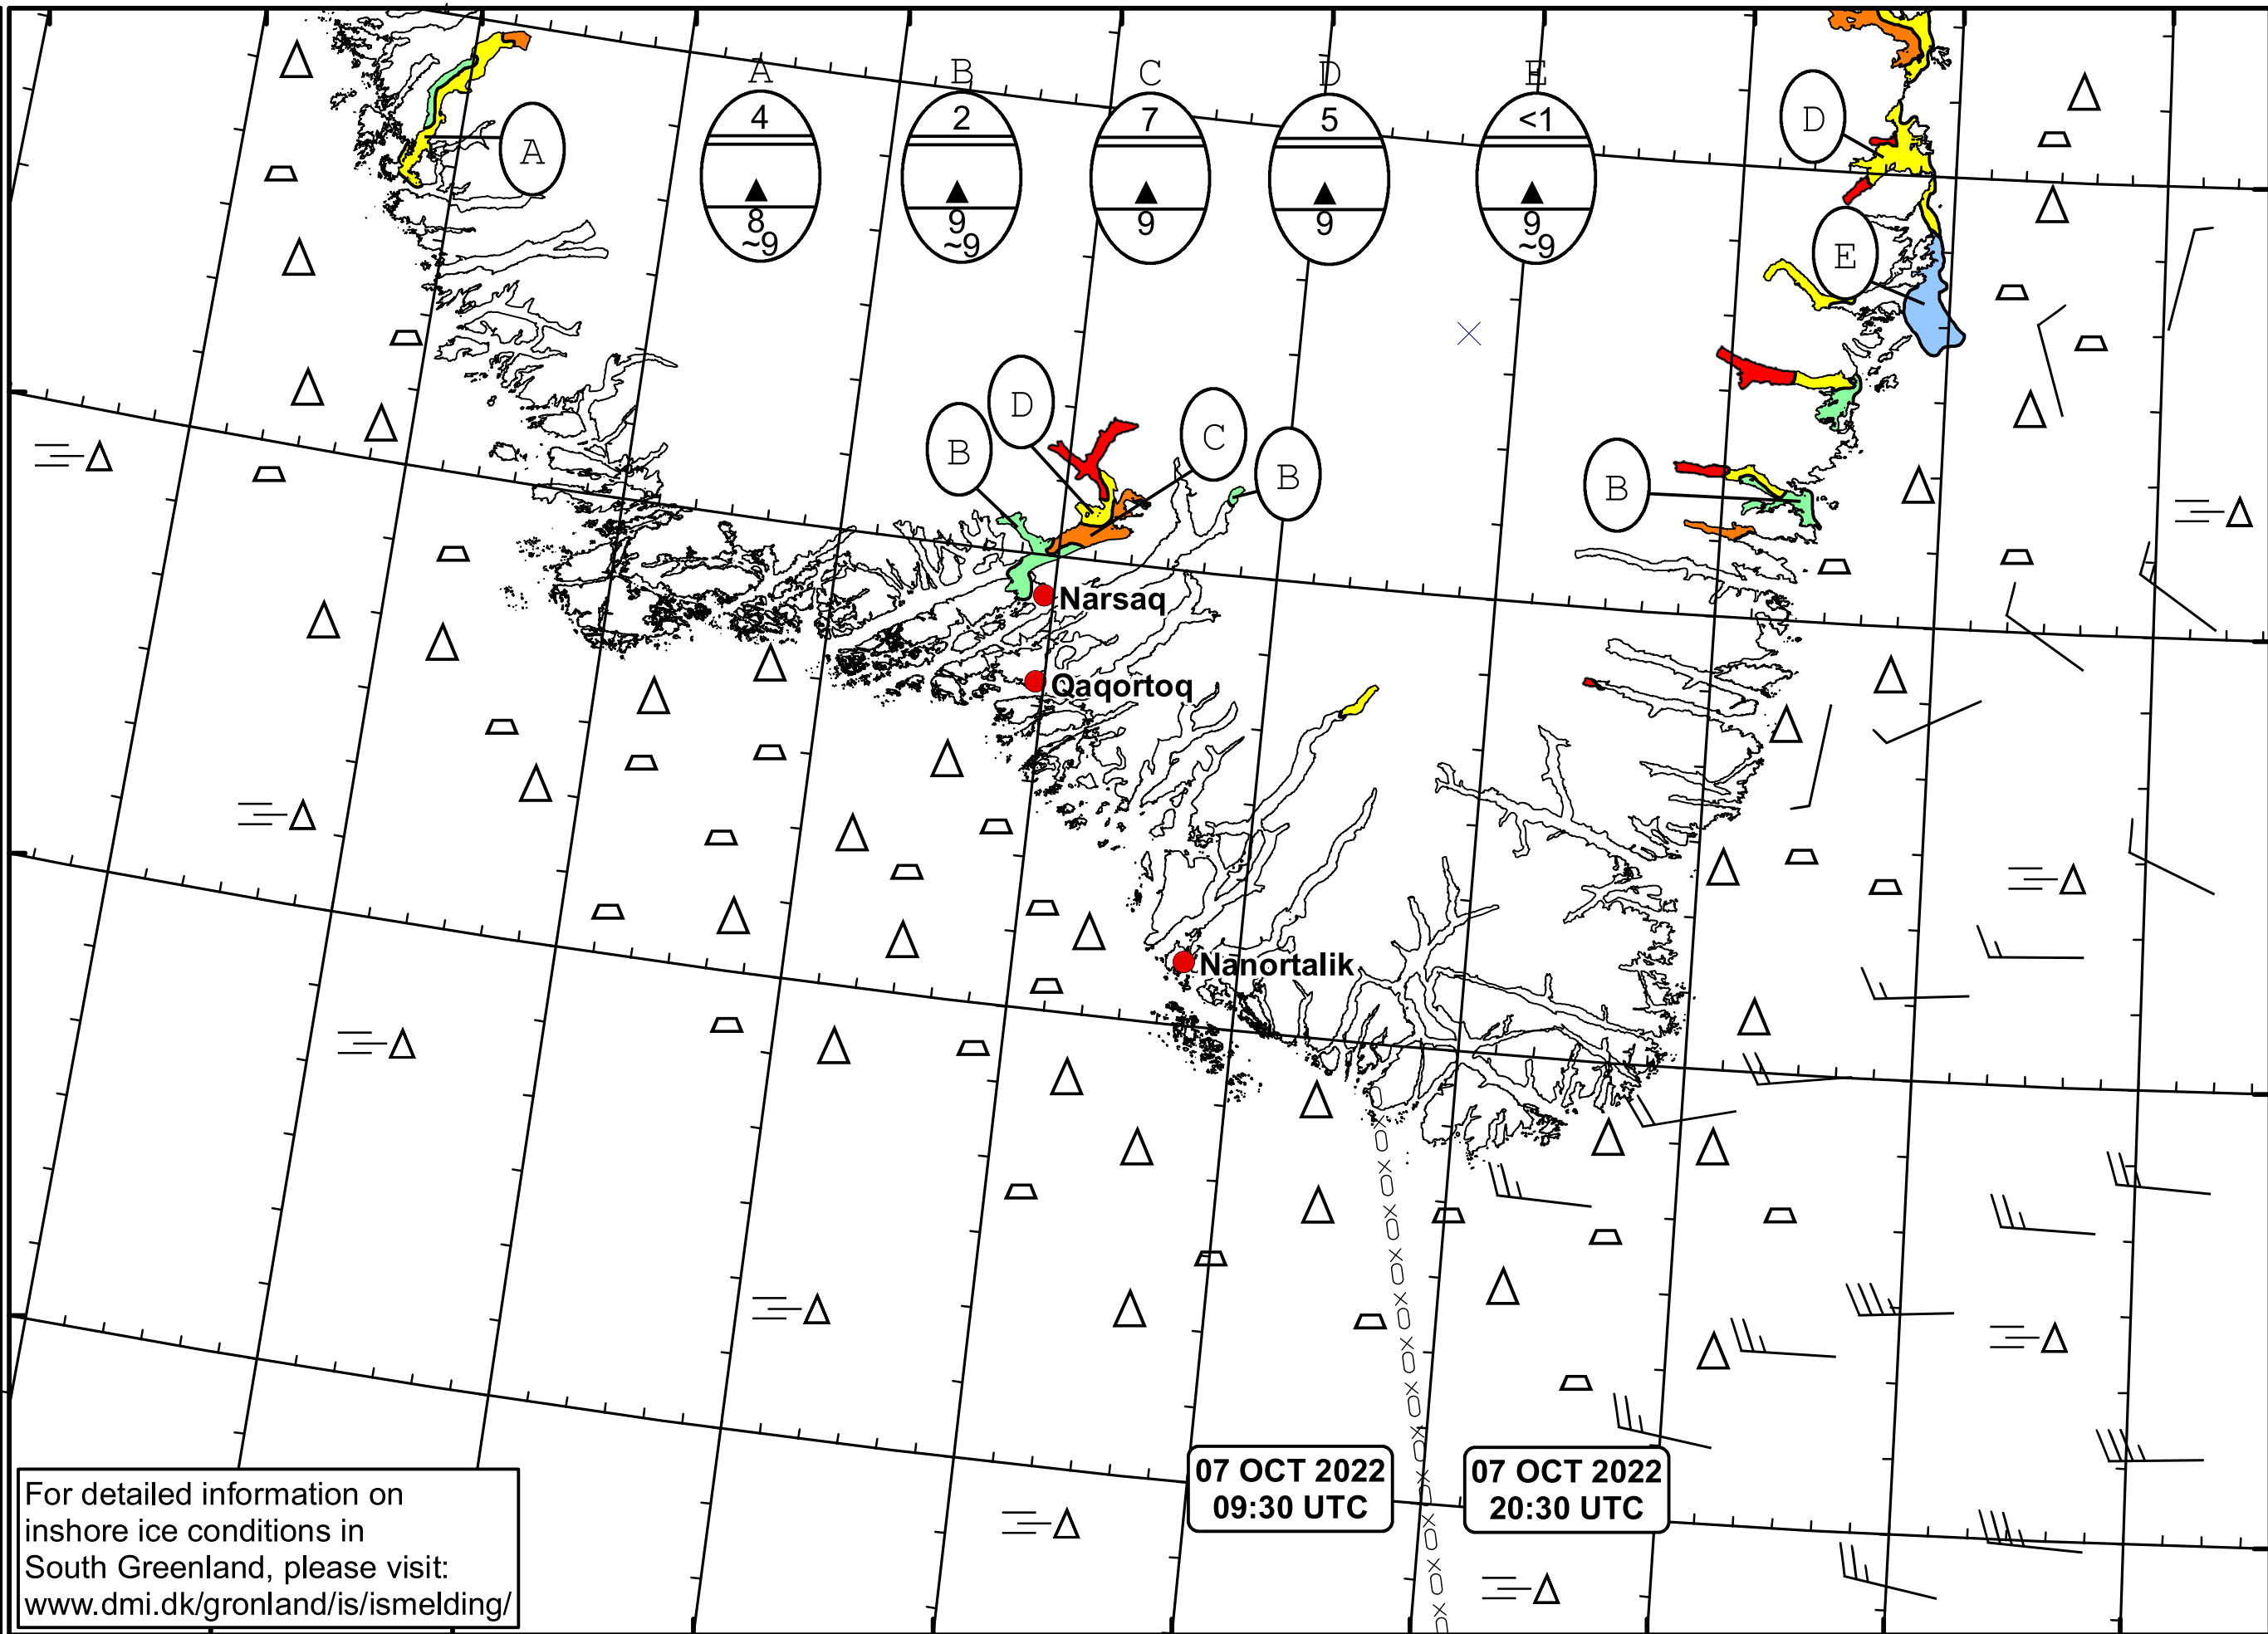 A B C D E
4 2 7 5 <1
8 9 9 9 9
~9 ~9 ~9
A
D
E
D
B
C
B
B
Narsaq
Qaqortoq
Nanortalik
07 OCT 2022
09:30 UTC
07 OCT 2022
20:30 UTC
For detailed information on
inshore ice conditions in
South Greenland, please visit:
www.dmi.dk/gronland/is/ismelding/